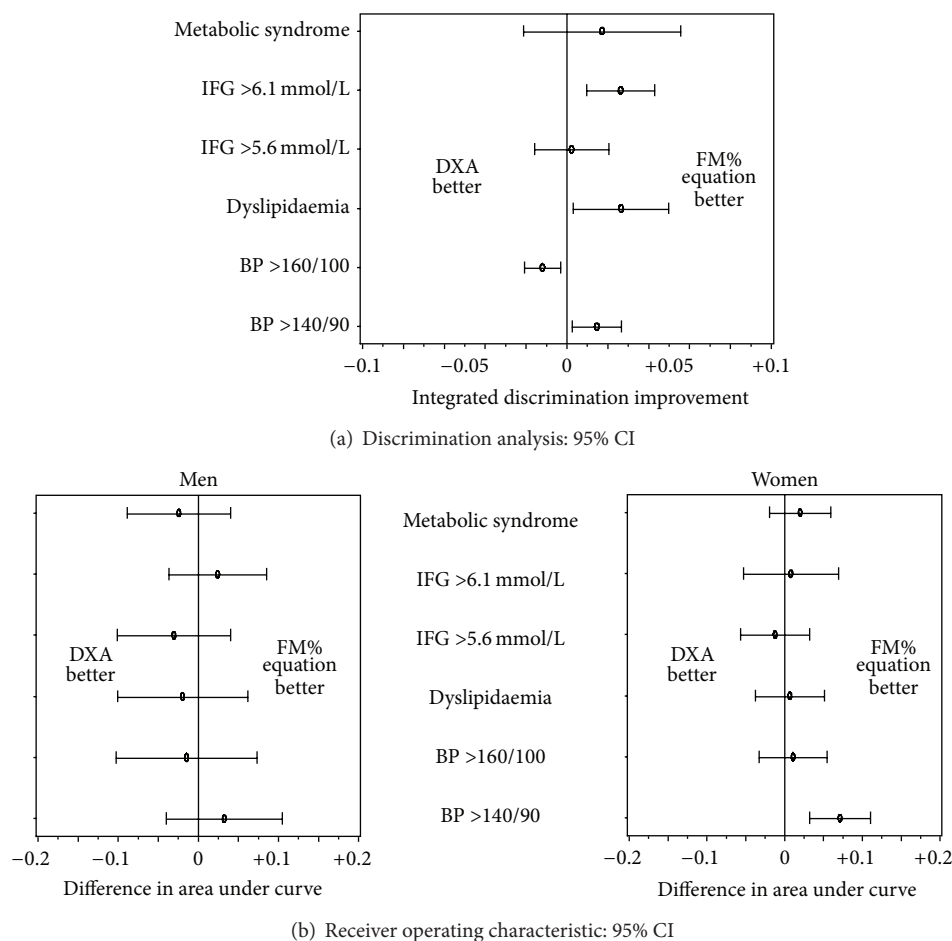 Metabolic syndrome
IFG >6.1 mmol/L
IFG >5.6 mmol/L
Dyslipidaemia
BP >160/100
BP >140/90
DXA
better
FM%
equation
better
−0.1
−0.05
0
+0.05
+0.1
Integrated discrimination improvement
(a) Discrimination analysis: 95% CI
Men
DXA
better
FM%
equation
better
−0.2
−0.1
0
+0.1
+0.2
Difference in area under curve
Metabolic syndrome
IFG >6.1 mmol/L
IFG >5.6 mmol/L
Dyslipidaemia
BP >160/100
BP >140/90
Women
DXA
better
FM%
equation
better
−0.2
−0.1
0
+0.1
+0.2
Difference in area under curve
(b) Receiver operating characteristic: 95% CI